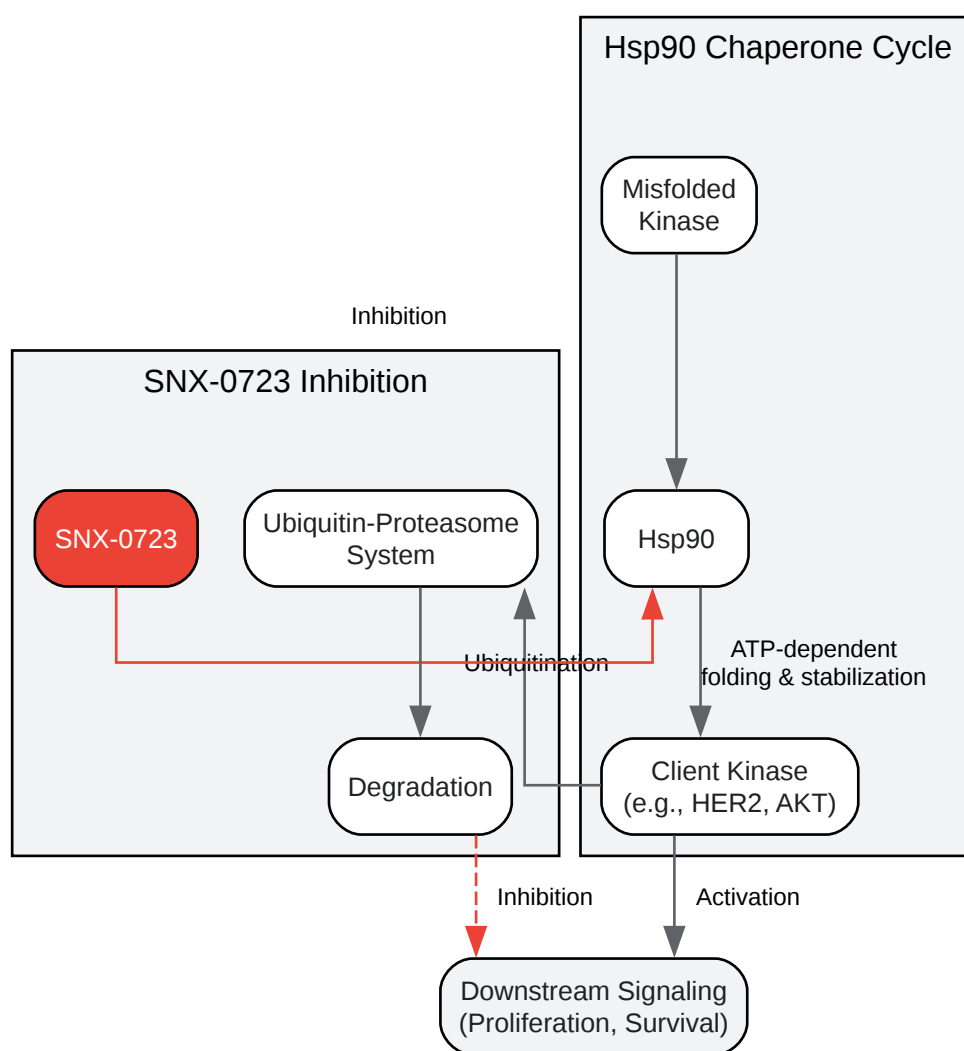 Hsp90 Chaperone Cycle
Misfolded
Kinase
Inhibition
SNX-0723 Inhibition
SNX-0723
Ubiquitin-Proteasome
System
Hsp90
Ubiquitination
ATP-dependent
folding & stabilization
Degradation
Client Kinase
(e.g., HER2, AKT)
Inhibition
Activation
Downstream Signaling
(Proliferation, Survival)